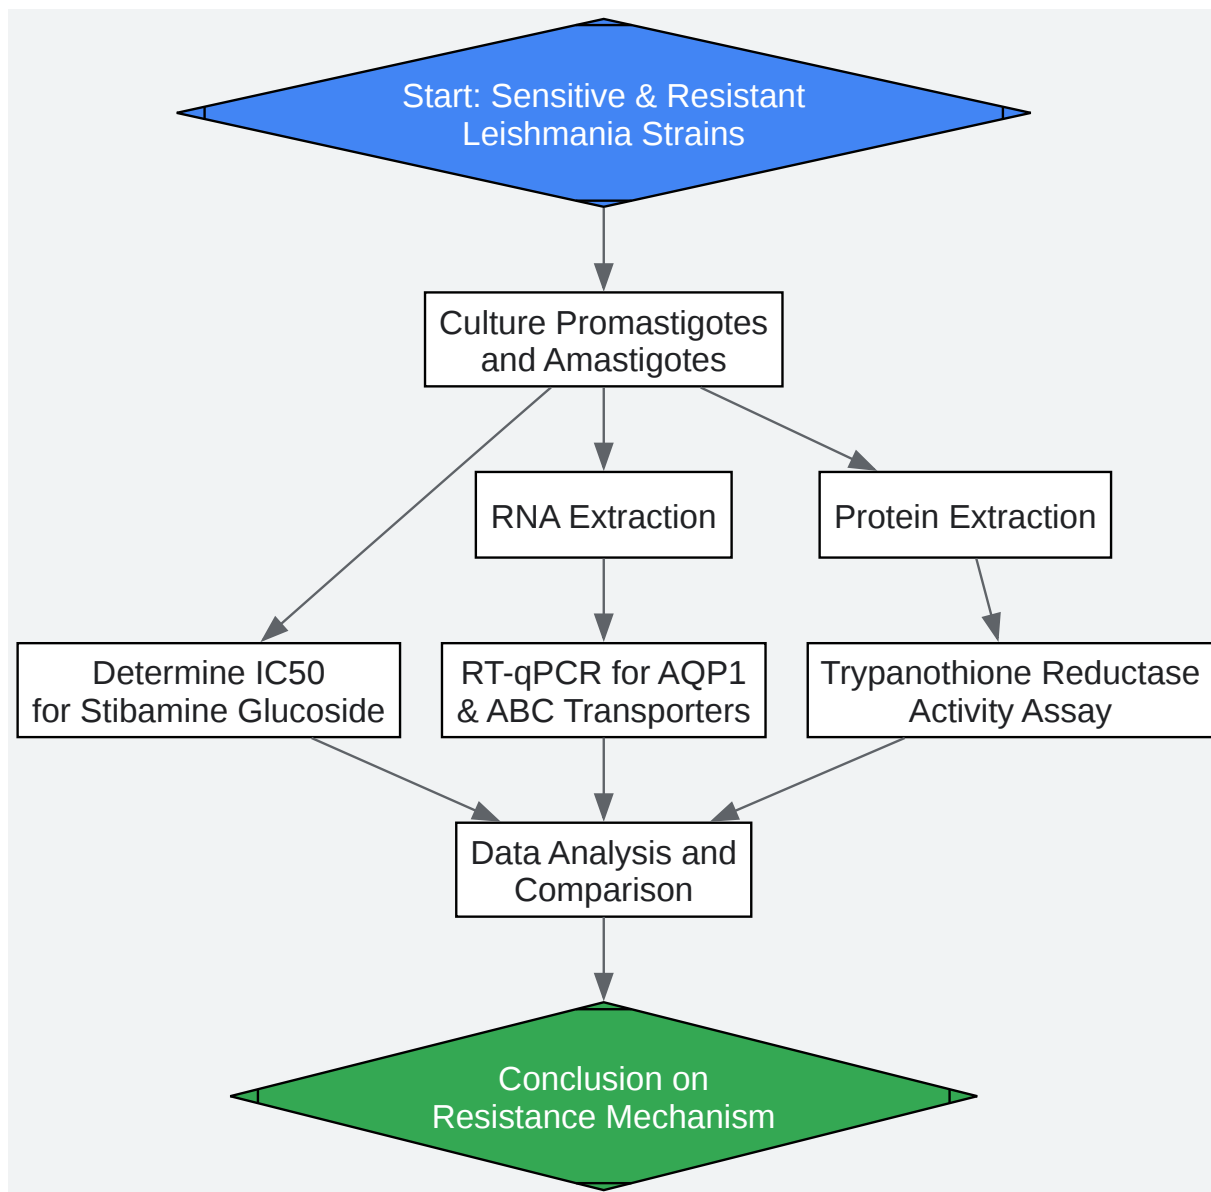 Start: Sensitive & Resistant
Leishmania Strains
Culture Promastigotes
and Amastigotes
RNA Extraction
Protein Extraction
Determine IC50
for Stibamine Glucoside
RT-qPCR for AQP1
& ABC Transporters
Trypanothione Reductase
Activity Assay
Data Analysis and
Comparison
Conclusion on
Resistance Mechanism